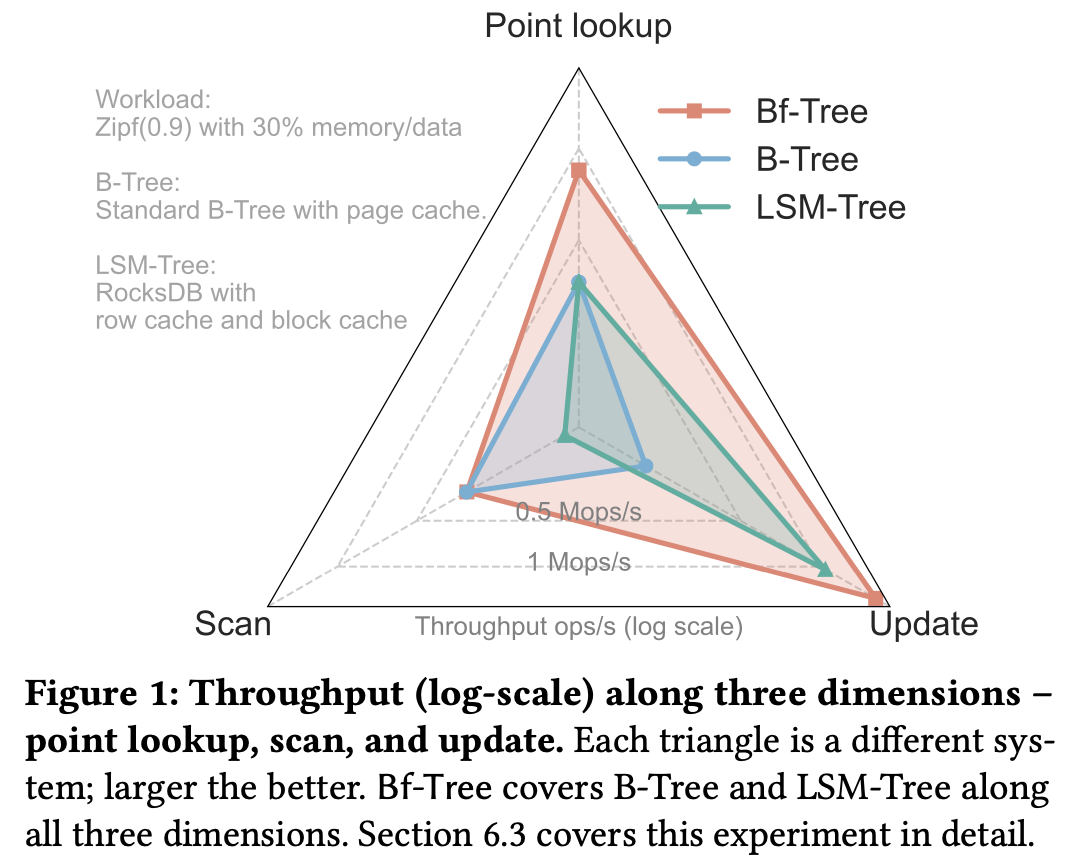 Point lookup
Workload:
Zipf(0.9) with 30% memory/data
B-Tree:
Standard B-Tree with page cache.
LSM-Tree:
RocksDB with
row cache and block cache
Bf-Tree
B-Tree
LSM-Tree
0.5 Mops/s
1 Mops/s
Scan
Throughput ops/s (log scale)
Update
Figure 1: Throughput (log-scale) along three dimensions –
point lookup, scan, and update. Each triangle is a different sys-
tem; larger the better. Bf-Tree covers B-Tree and LSM-Tree along
all three dimensions. Section 6.3 covers this experiment in detail.